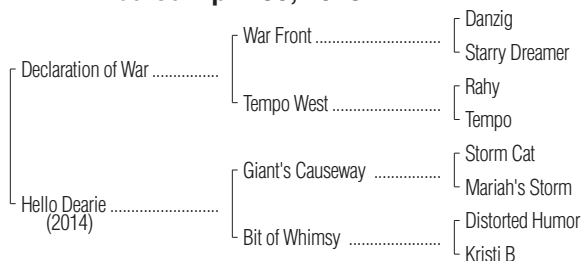 Danzig
War Front ..............................
Starry Dreamer
Declaration of War ................
Rahy
Tempo West ...........................
Tempo
Storm Cat
Giant's Causeway ................
Mariah's Storm
Hello Dearie ...........................
(2014)
Distorted Humor
Bit of Whimsy .......................
Kristi B